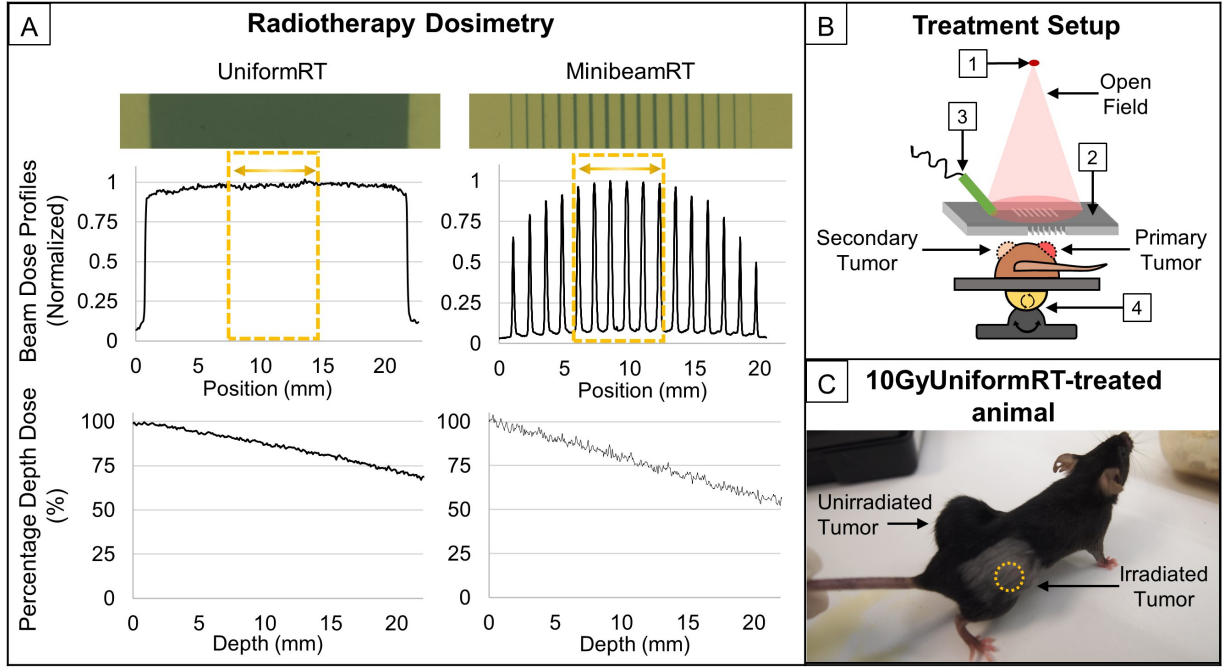 A
Radiotherapy Dosimetry
UniformRT
MinibeamRT
Beam Dose Profiles
(Normalized)
1
0.75
0.5
0.25
0
0 5 10 15 20
Position (mm)
1
0.75
0.5
0.25
0
0 5 10 15 20
Position (mm)
Percentage Depth Dose
(%)
100
75
50
25
0
0 5 10 15 20
Depth (mm)
100
75
50
25
0
0 5 10 15 20
Depth (mm)
B
Treatment Setup
1
Open
Field
3
2
Secondary
Tumor
Primary
Tumor
4
C
10GyUniformRT-treated
animal
Unirradiated
Tumor
Irradiated
Tumor